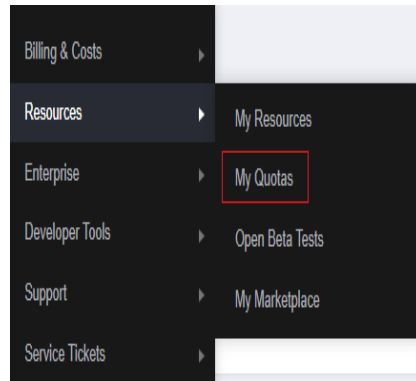 Billing & Costs
Resources
Enterprise
Developer Tools
Support
Service Tickets
My Resources
My Quotas
Open Beta Tests
My Marketplace